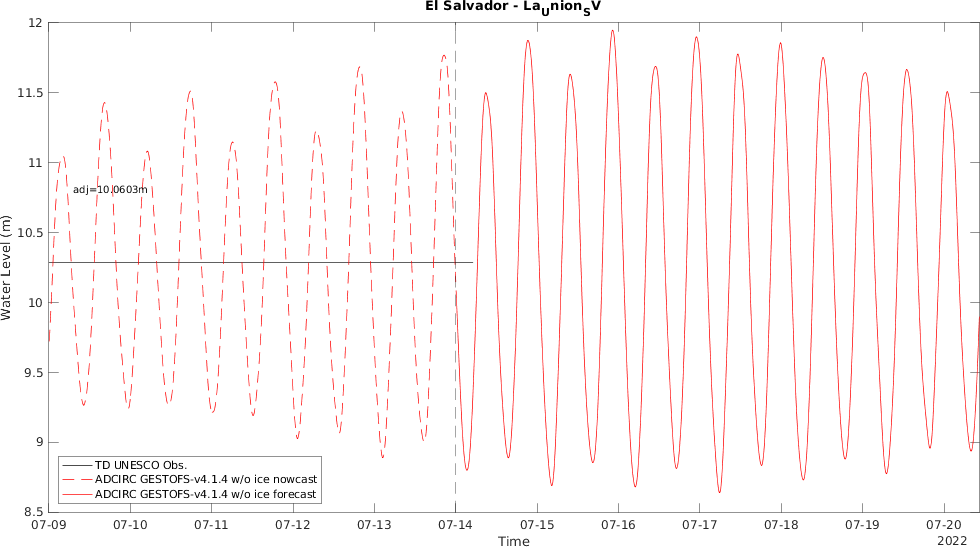 El Salvador - LaUnionSV
12
11.5
11
10.5
10
9.5
9
8.5
Water Level (m)
adj=10.0603m
TD UNESCO Obs.
ADCIRC GESTOFS-v4.1.4 w/o ice nowcast
ADCIRC GESTOFS-v4.1.4 w/o ice forecast
07-09 07-10 07-11 07-12 07-13 07-14 07-15 07-16 07-17 07-18 07-19 07-20
Time
2022